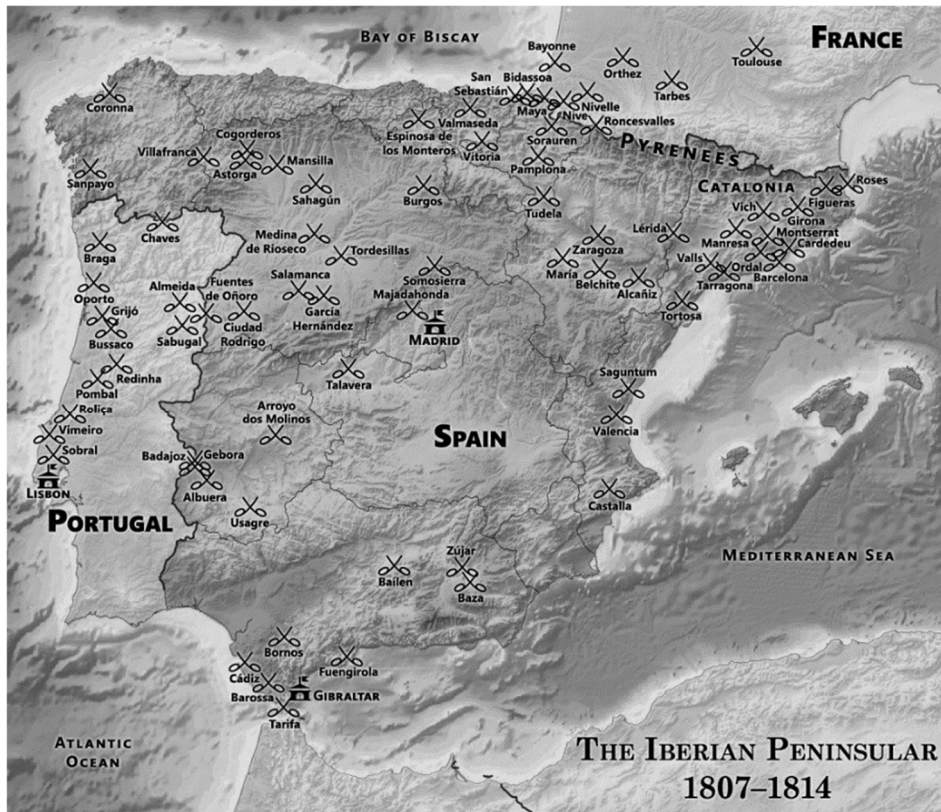 BAY OF BISCAY
FRANCE
Bayonne
Orthez
Toulouse
Tarbes
San
Sebastián
Bidassoa
Maya
Nive
Nivelle
Roncesvalles
PYRENEES
Coronna
Valmaseda
Espinosa de
los Monteros
Vitoria
Sorauren
Pamplona
Cogorderos
Villafranca
Astorga
Mansilla
Sanpayo
Sahagún
Burgos
Tudela
CATALONIA
Roses
Figueras
Vich
Girona
Montserrat
Manresa
Cardedeu
Lérida
Chaves
Braga
Medina
de Rioseco
Tordesillas
Zaragoza
María
Belchite
Alcañiz
Valls
Ordal
Barcelona
Tarragona
Tortosa
Oporto
Almeida
Fuentes
de Oñoro
Salamanca
García
Hernández
Somosierra
Majadahonda
MADRID
Grijó
Bussaco
Sabugal
Ciudad
Rodrigo
Redinha
Pombal
Talavera
Saguntum
Valencia
Roliça
Vimeiro
Sobral
LISBON
Arroyo
dos Molinos
SPAIN
Badajoz
Gebora
Albuera
Usagre
Castalla
PORTUGAL
MEDITERRANEAN SEA
Bailen
Zújar
Baza
Bornos
Cádiz
Barossa
Fuengirola
GIBRALTAR
Tarifa
ATLANTIC
OCEAN
THE IBERIAN PENINSULAR
1807–1814